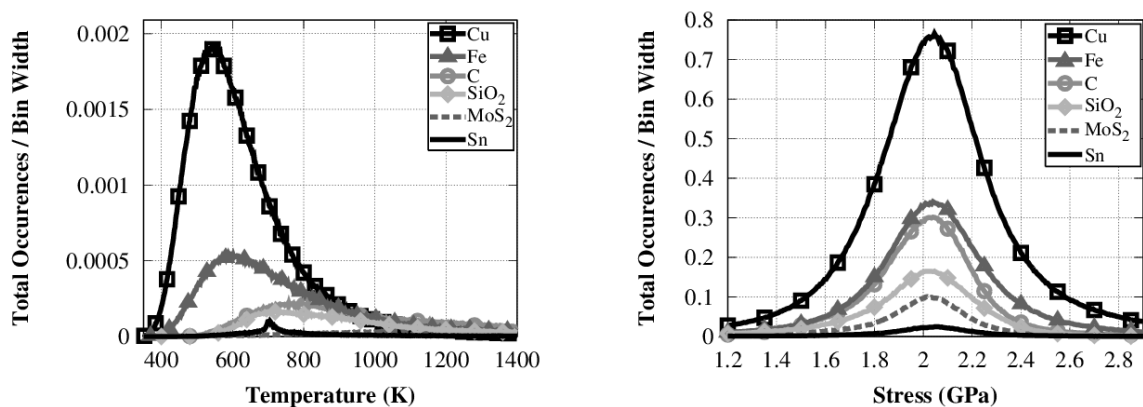 Total Occurences / Bin Width
0.002
0.0015
0.001
0.0005
0
400 600 800 1000 1200 1400
Temperature (K)
Cu
Fe
C
SiO₂
MoS₂
Sn
Total Occurences / Bin Width
0.8
0.7
0.6
0.5
0.4
0.3
0.2
0.1
0
1.2 1.4 1.6 1.8 2 2.2 2.4 2.6 2.8
Stress (GPa)
Cu
Fe
C
SiO₂
MoS₂
Sn